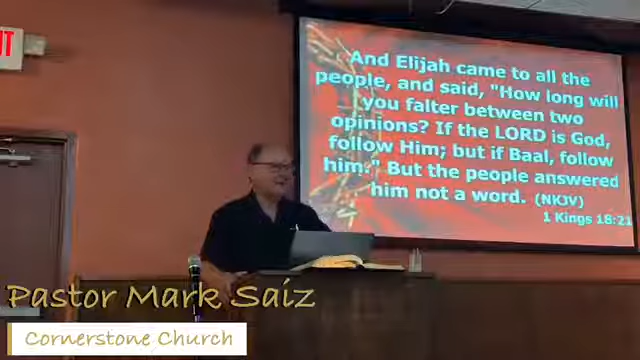 And Elijah came to all the
people, and said, "How long will
you falter between two
opinions? If the LORD is God,
follow Him; but if Baal, follow
him." But the people answered
him not a word. (NKJV)
1 Kings 18:21
Pastor Mark Saiz
Cornerstone Church